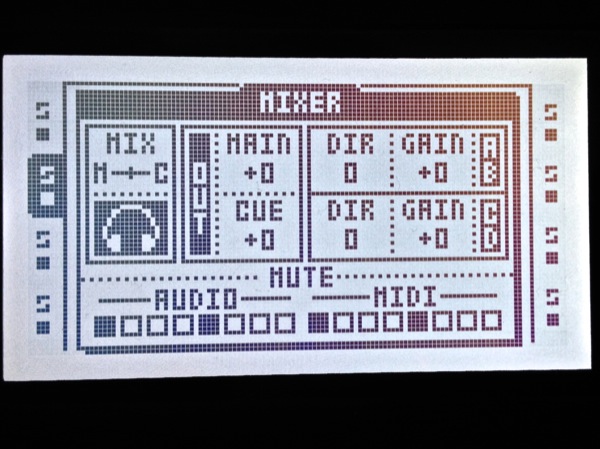 MIXER
MIX
M C
OUT
MAIN
+0
CUE
+0
DIR
0
GAIN
+0
AB
DIR
0
GAIN
+0
CD
MUTE
AUDIO
MIDI
S
S
S
S
S
S
S
S